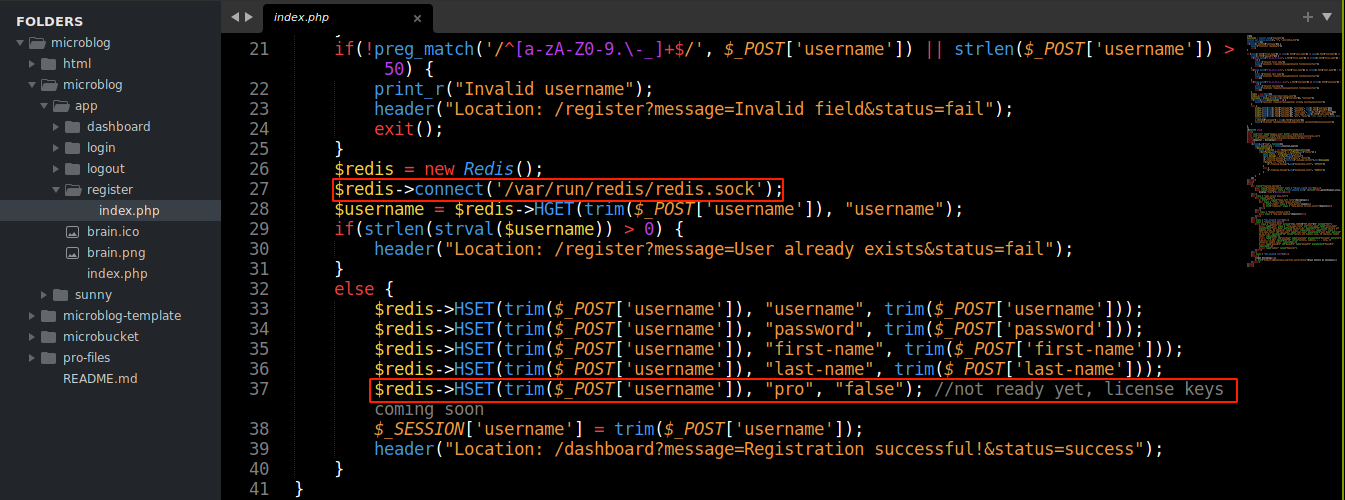 FOLDERS
microblog
html
microblog
app
dashboard
login
logout
register
index.php
brain.ico
brain.png
index.php
sunny
microblog-template
microbucket
pro-files
README.md
index.php ×
21 if(!preg_match('/^[a-zA-Z0-9.\-_]+$/', $_POST['username']) || strlen($_POST['username']) >
50) {
22 print_r("Invalid username");
23 header("Location: /register?message=Invalid field&status=fail");
24 exit();
25 }
26 $redis = new Redis();
27 $redis->connect('/var/run/redis/redis.sock');
28 $username = $redis->HGET(trim($_POST['username']), "username");
29 if(strlen(strval($username)) > 0) {
30 header("Location: /register?message=User already exists&status=fail");
31 }
32 else {
33 $redis->HSET(trim($_POST['username']), "username", trim($_POST['username']));
34 $redis->HSET(trim($_POST['username']), "password", trim($_POST['password']));
35 $redis->HSET(trim($_POST['username']), "first-name", trim($_POST['first-name']));
36 $redis->HSET(trim($_POST['username']), "last-name", trim($_POST['last-name']));
37 $redis->HSET(trim($_POST['username']), "pro", "false"); //not ready yet, license keys
coming soon
38 $_SESSION['username'] = trim($_POST['username']);
39 header("Location: /dashboard?message=Registration successful!&status=success");
40 }
41 }